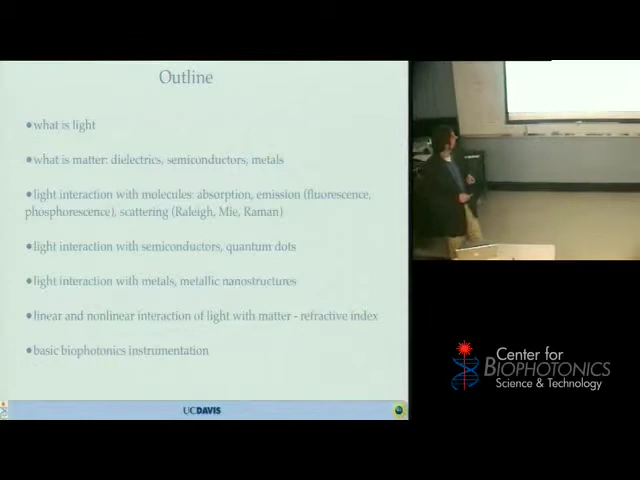 Outline
•what is light
•what is matter: dielectrics, semiconductors, metals
•light interaction with molecules: absorption, emission (fluorescence,
phosphorescence), scattering (Raleigh, Mie, Raman)
•light interaction with semiconductors, quantum dots
•light interaction with metals, metallic nanostructures
•linear and nonlinear interaction of light with matter - refractive index
•basic biophotonics instrumentation
UCDAVIS
Center for
BIOPHOTONICS
Science & Technology